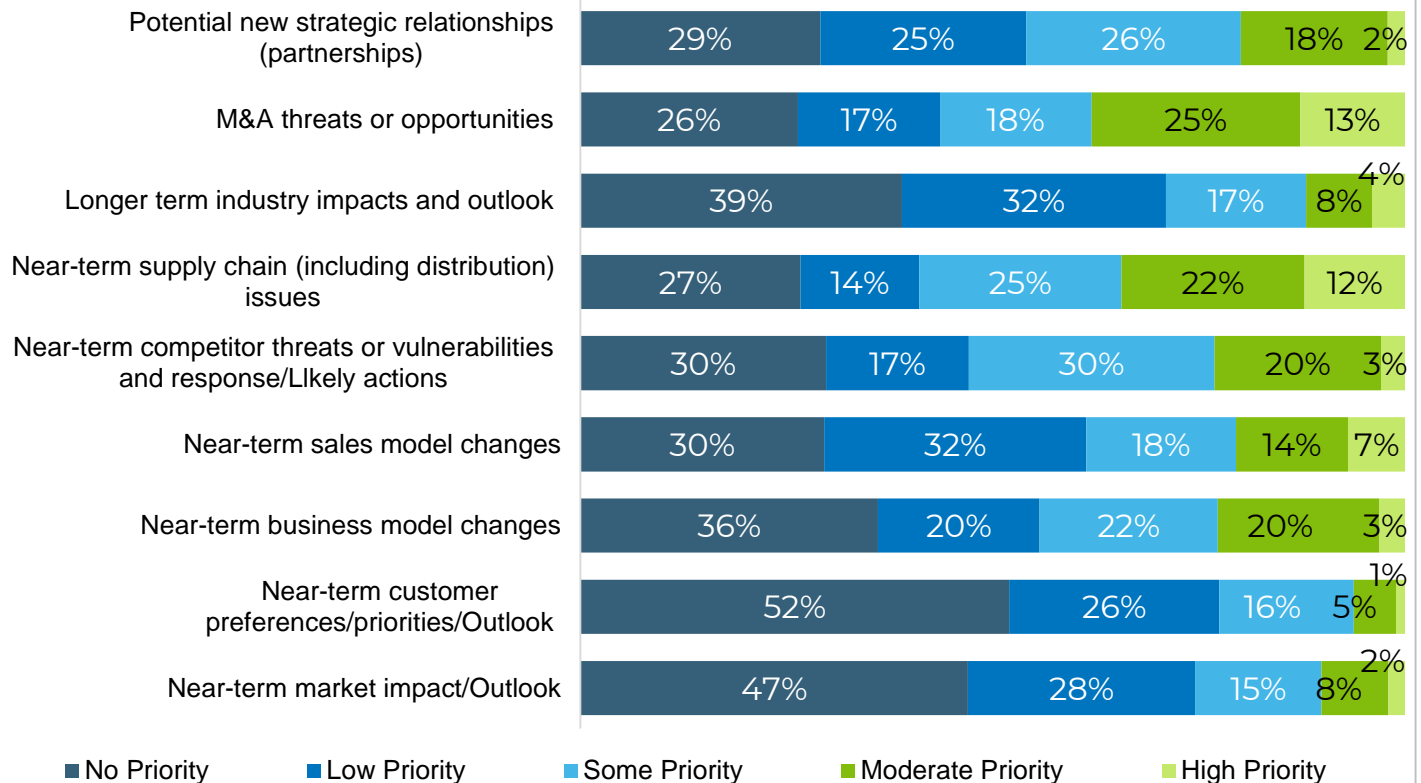 Potential new strategic relationships
(partnerships)
29% 25% 26% 18% 2%
M&A threats or opportunities
26% 17% 18% 25% 13%
Longer term industry impacts and outlook
39% 32% 17% 8% 4%
Near-term supply chain (including distribution)
issues
27% 14% 25% 22% 12%
Near-term competitor threats or vulnerabilities
and response/LIkely actions
30% 17% 30% 20% 3%
Near-term sales model changes
30% 32% 18% 14% 7%
Near-term business model changes
36% 20% 22% 20% 3%
Near-term customer
preferences/priorities/Outlook
52% 26% 16% 5% 1%
Near-term market impact/Outlook
47% 28% 15% 8% 2%
No Priority Low Priority Some Priority Moderate Priority High Priority